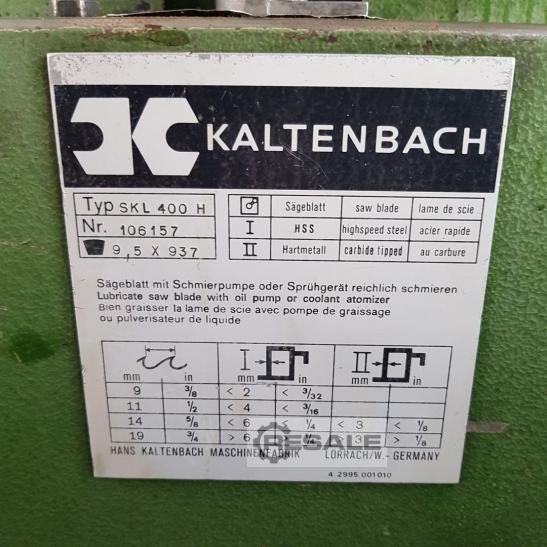 KALTENBACH
Typ SKL 400 H
Nr. 106157
9,5 X 937
Sägeblatt saw blade lame de scie
I HSS highspeed steel acier rapide
II Hartmetall carbide tipped au carbure
Sägeblatt mit Schmierpumpe oder Sprühgerät reichlich schmieren
Lubricate saw blade with oil pump or coolant atomizer
Bien graisser la lame de scie avec pompe de graissage
ou pulverisateur de liquide
I II
mm in mm in mm in
9 3/8 < 2 < 3/32
11 1/2 < 4 < 3/16
14 5/8 < 6 < 1/4 < 3 < 1/8
19 3/4 > 6 > 1/4 > 3 > 1/8
RESALE
HANS KALTENBACH MASCHINENFABRIK LÖRRACH/W.- GERMANY
4.2995.001010